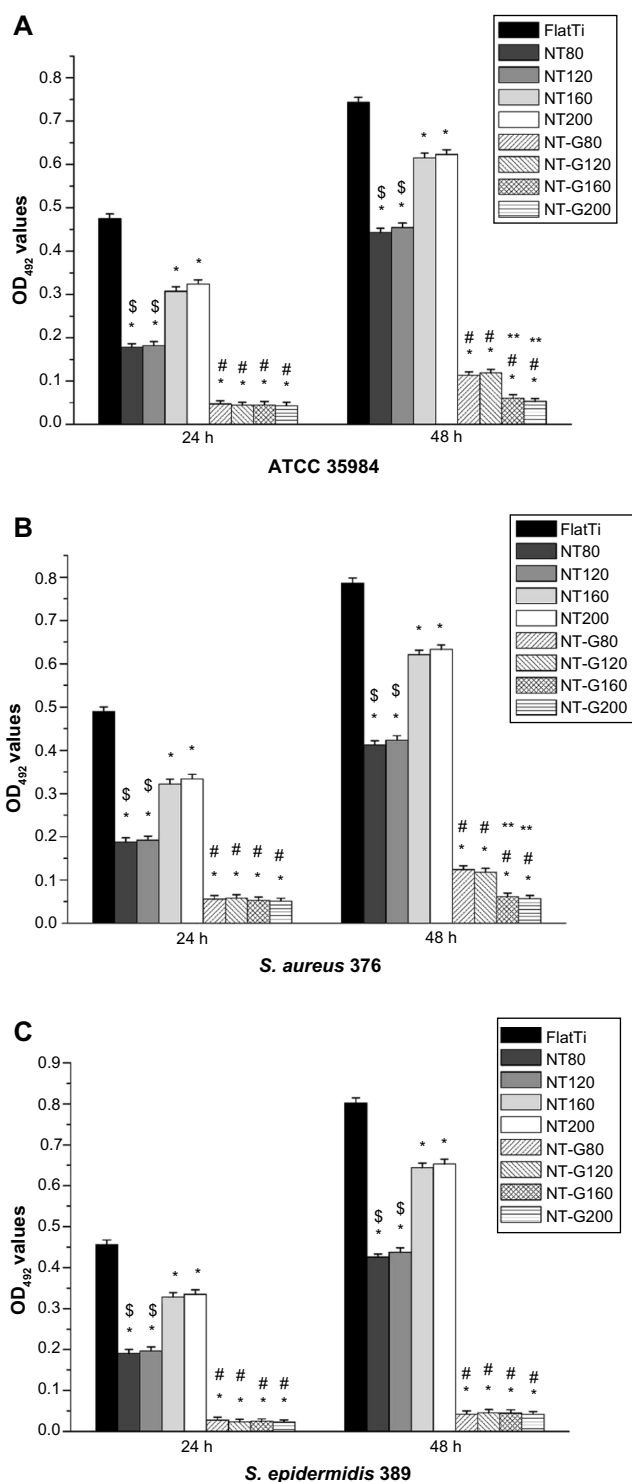 A
FlatTi
NT80
NT120
NT160
NT200
NT-G80
NT-G120
NT-G160
NT-G200
OD492 values
0.8
0.7
0.6
0.5
0.4
0.3
0.2
0.1
0.0
$ $ * *
* *
$ $ * *
* *
# # # #
* * * *
** **
# # # #
* * * *
24 h 48 h
ATCC 35984
B
FlatTi
NT80
NT120
NT160
NT200
NT-G80
NT-G120
NT-G160
NT-G200
OD492 values
0.8
0.7
0.6
0.5
0.4
0.3
0.2
0.1
0.0
$ $ * *
* *
$ $ * *
* *
# # # #
* * * *
** **
# # # #
* * * *
24 h 48 h
S. aureus 376
C
FlatTi
NT80
NT120
NT160
NT200
NT-G80
NT-G120
NT-G160
NT-G200
OD492 values
0.9
0.8
0.7
0.6
0.5
0.4
0.3
0.2
0.1
0.0
$ $ * *
* *
$ $ * *
* *
# # # #
* * * *
# # # #
* * * *
24 h 48 h
S. epidermidis 389